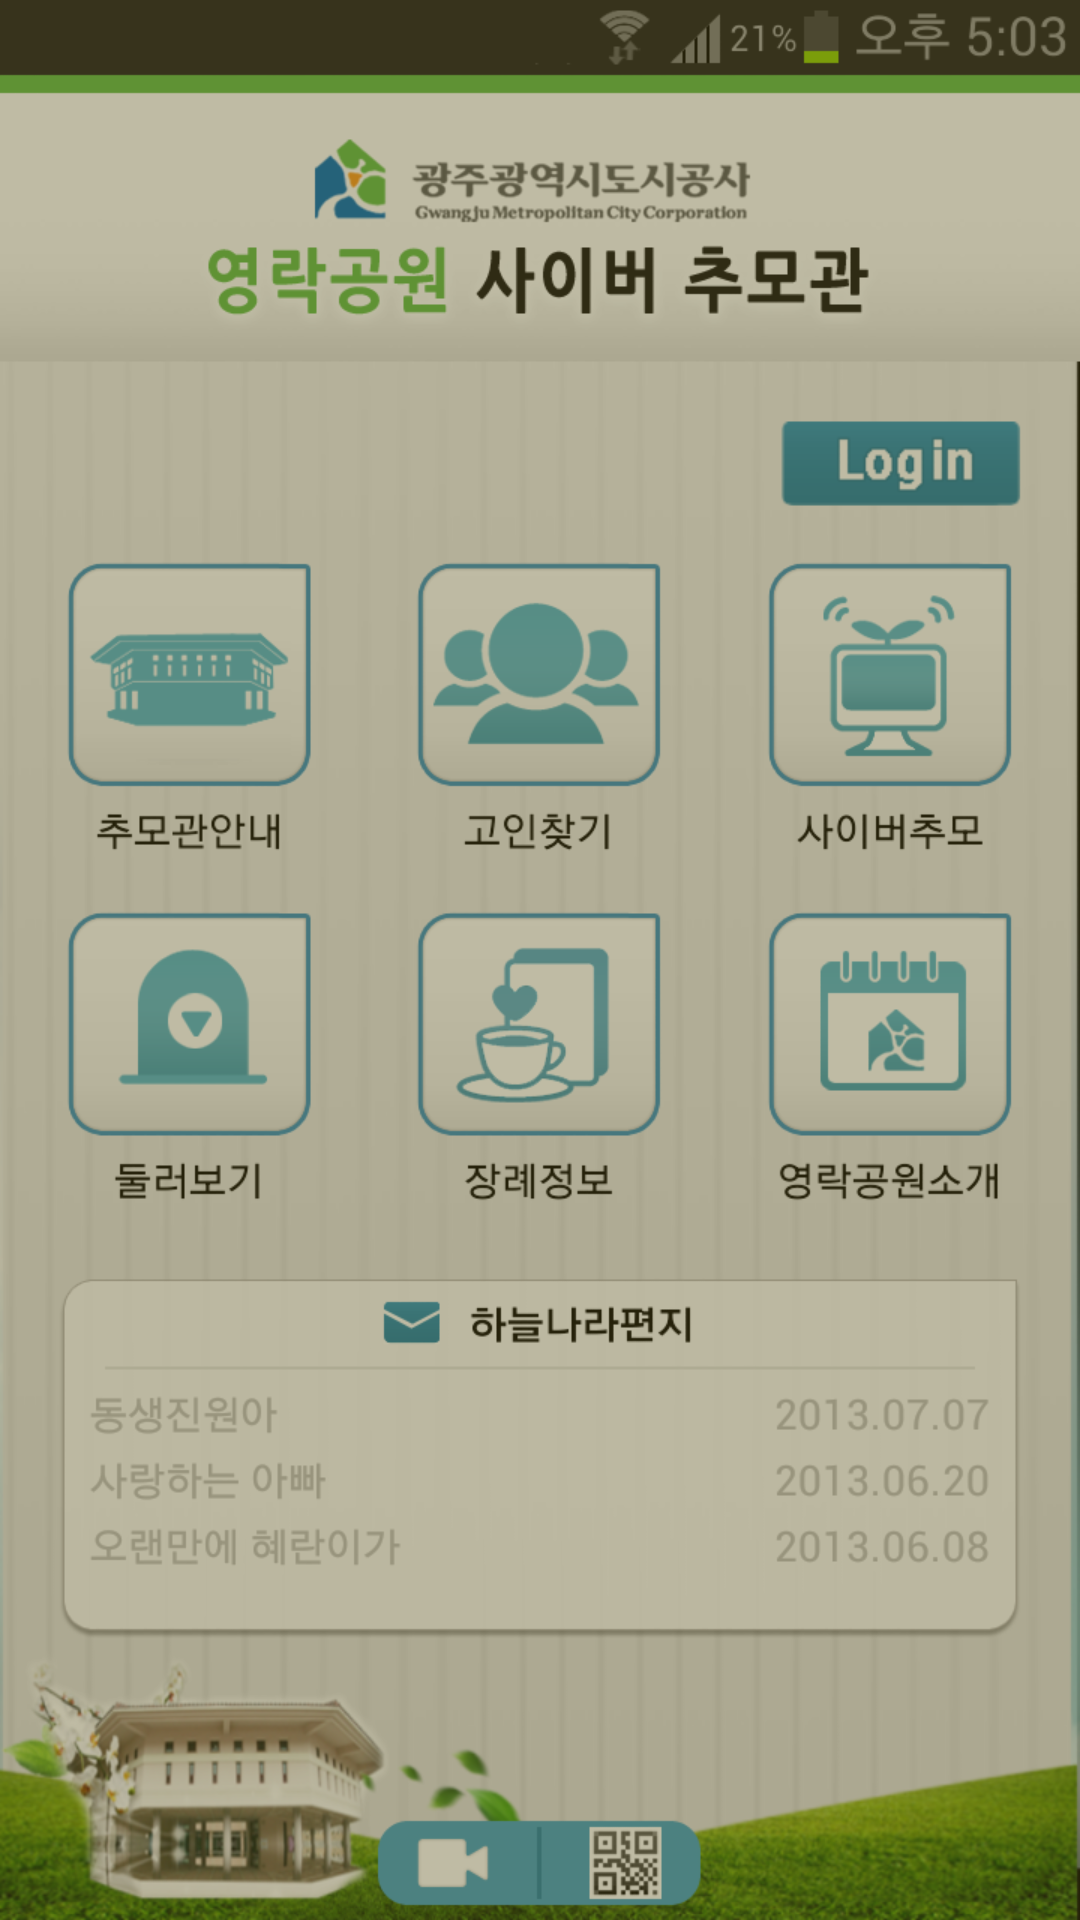 21% 오후 5:03
광주광역시도시공사
Gwangju Metropolitan City Corporation
영락공원 사이버 추모관
Login
추모관안내 고인찾기 사이버추모
둘러보기 장례정보 영락공원소개
하늘나라편지
동생진원아 2013.07.07
사랑하는 아빠 2013.06.20
오랜만에 혜란이가 2013.06.08